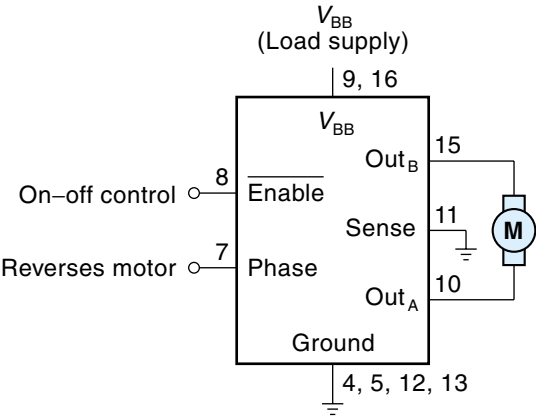 V_BB
(Load supply)
9, 16
V_BB
Out_B
15
8
On–off control
Enable
Sense
11
M
7
Reverses motor
Phase
Out_A
10
Ground
4, 5, 12, 13